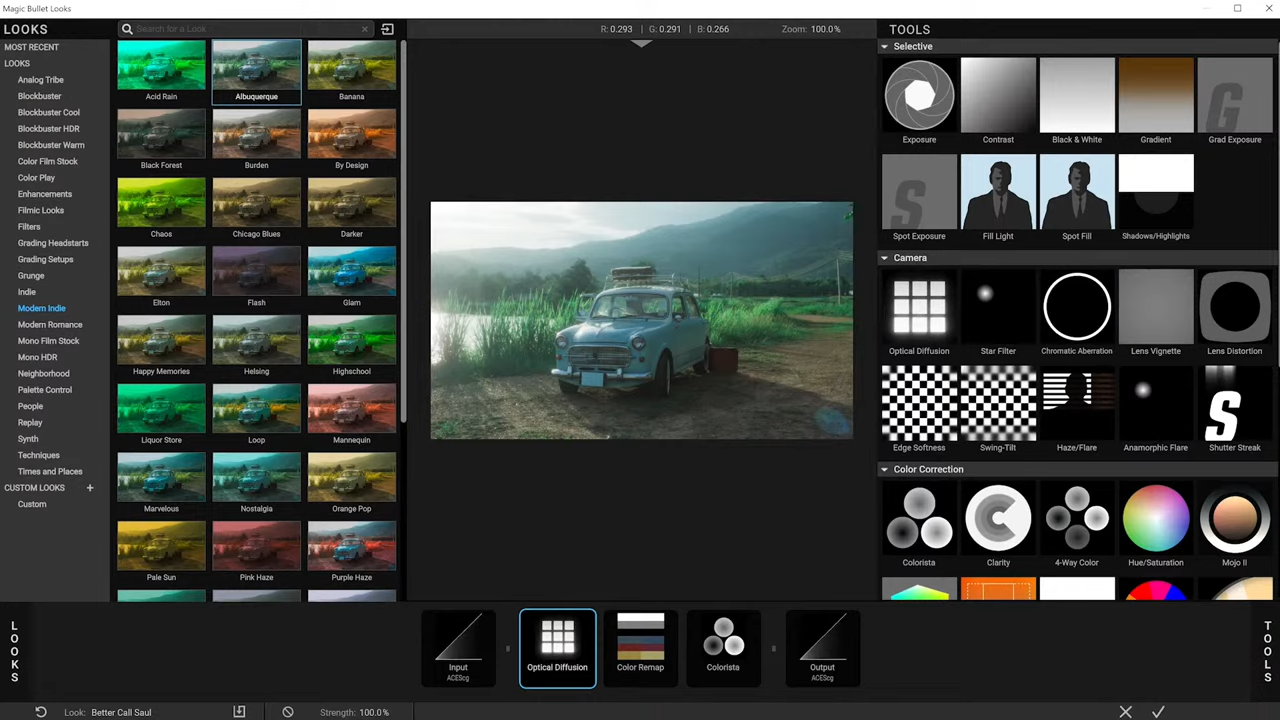 Magic Bullet Looks
LOOKS
Search for a Look
R: 0.293 | G: 0.291 | B: 0.266
Zoom: 100.0%
TOOLS
MOST RECENT
LOOKS
Analog Tribe
Blockbuster
Blockbuster Cool
Blockbuster HDR
Blockbuster Warm
Color Film Stock
Color Play
Enhancements
Filmic Looks
Filters
Grading Headstarts
Grading Setups
Grunge
Indie
Modern Indie
Modern Romance
Mono Film Stock
Mono HDR
Neighborhood
Palette Control
People
Replay
Synth
Techniques
Times and Places
CUSTOM LOOKS +
Custom
Acid Rain Albuquerque Banana
Black Forest Burden By Design
Chaos Chicago Blues Darker
Elton Flash Glam
Happy Memories Helsing Highschool
Liquor Store Loop Mannequin
Marvelous Nostalgia Orange Pop
Pale Sun Pink Haze Purple Haze
Selective
G
Exposure Contrast Black & White Gradient Grad Exposure
S
Spot Exposure Fill Light Spot Fill Shadows/Highlights
Camera
Optical Diffusion Star Filter Chromatic Aberration Lens Vignette Lens Distortion
S
Edge Softness Swing-Tilt Haze/Flare Anamorphic Flare Shutter Streak
Color Correction
Colorista Clarity 4-Way Color Hue/Saturation Mojo II
LOOKS
Input
ACEScg
Optical Diffusion
Color Remap
Colorista
Output
ACEScg
TOOLS
Look: Better Call Saul
Strength: 100.0%